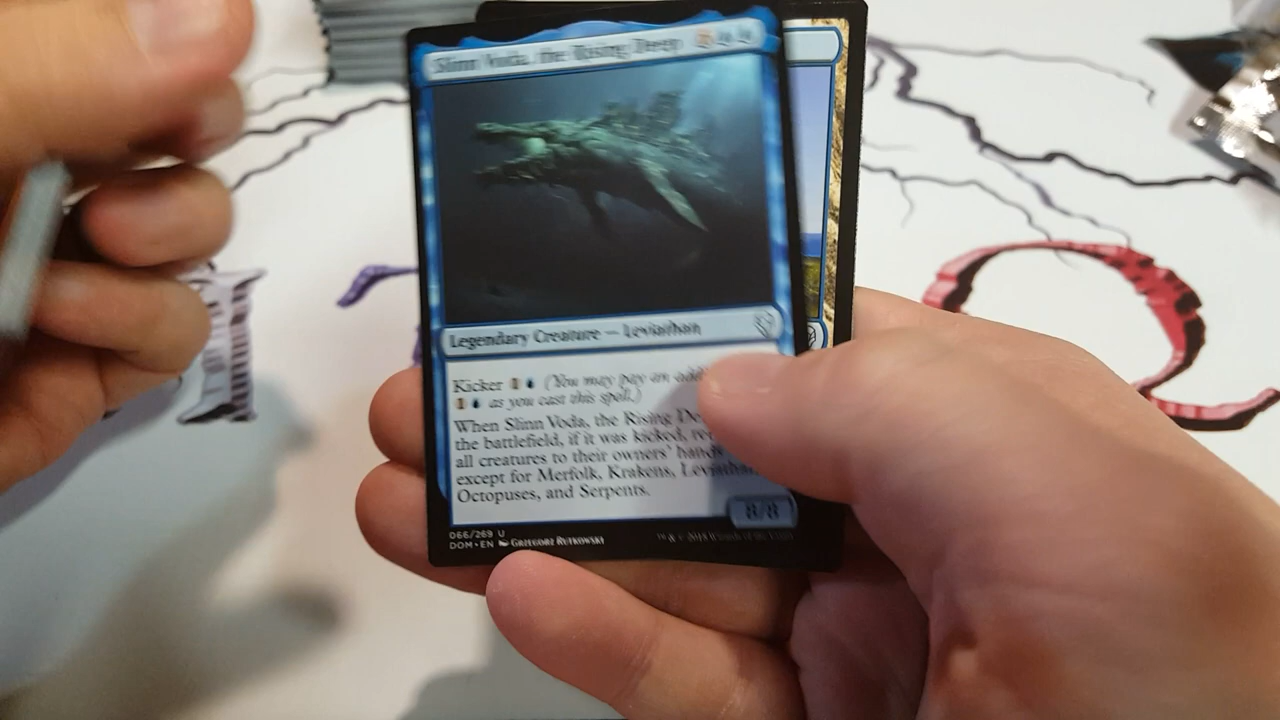 Slinn Voda, the Rising Deep
Legendary Creature — Leviathan
Kicker (You may pay an
as you cast this spell.)
When Slinn Voda, the Rising
the battlefield, if it was kicked,
all creatures to their owners' hands
except for Merfolk, Krakens,
Octopuses, and Serpents.
8/8
066/269 U
DOM • EN GRZEGORZ RUTKOWSKI
Q